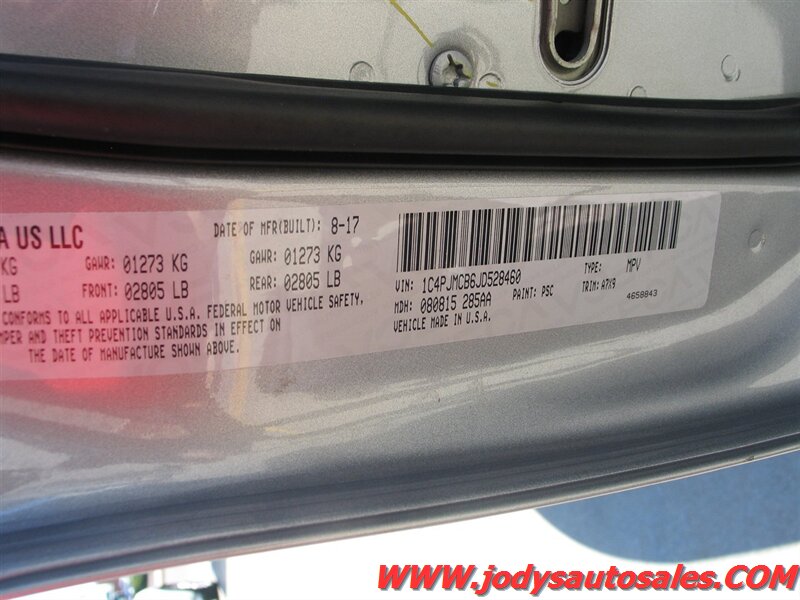 A US LLC
DATE OF MFR(BUILT): 8-17
KG GAWR: 01273 KG GAWR: 01273 KG
LB FRONT: 02805 LB REAR: 02805 LB
CONFORMS TO ALL APPLICABLE U.S.A. FEDERAL MOTOR VEHICLE SAFETY,
MPER AND THEFT PREVENTION STANDARDS IN EFFECT ON
THE DATE OF MANUFACTURE SHOWN ABOVE.
VIN: 1C4PJMCB6JD528460 TYPE: MPV
MDH: 080815 285AA PAINT: PSC TRIM: A7X9
VEHICLE MADE IN U.S.A. 4658843
WWW.jodysautosales.COM